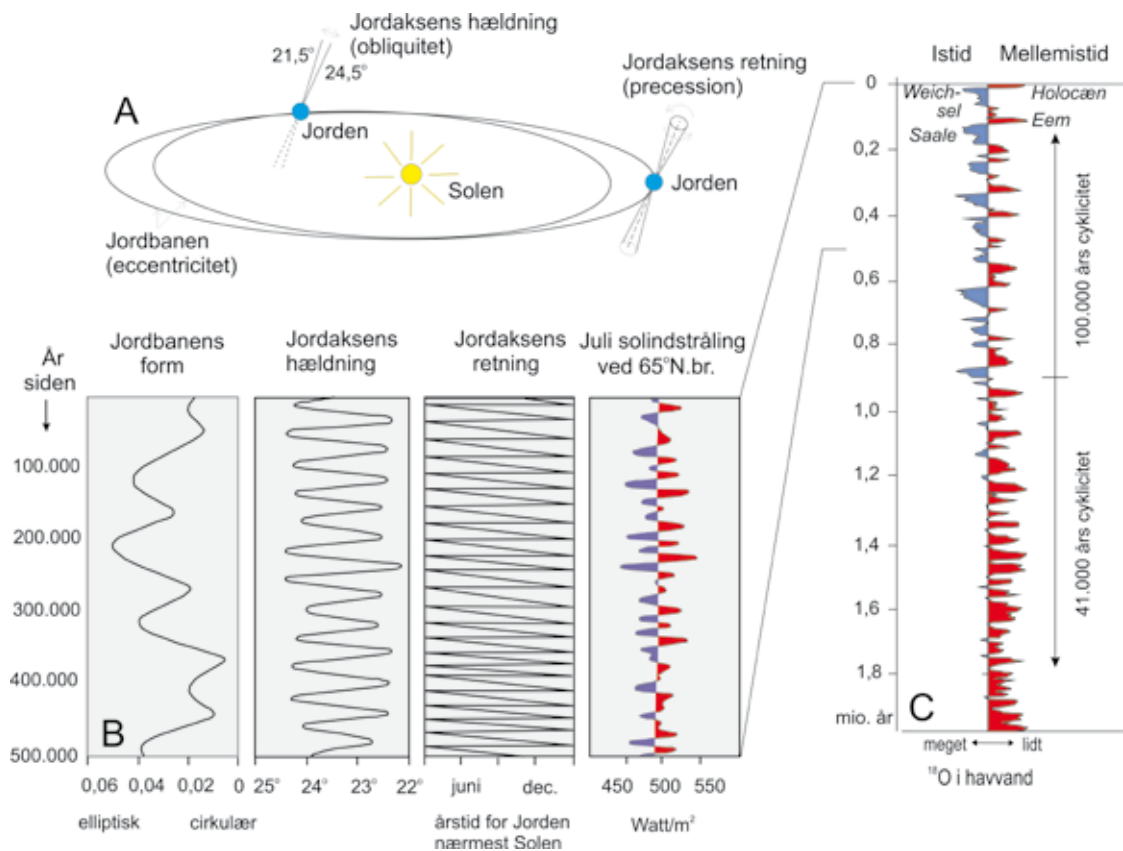 Jordaksens hældning
(obliquitet)
21,5°
24,5°
Jordaksens retning
(precession)
A
Jorden
Solen
Jorden
Jordbanen
(eccentricitet)
År
siden
Jordbanens
form
Jordaksens
hældning
Jordaksens
retning
Juli solindstråling
ved 65°N.br.
100.000
200.000
300.000
400.000
500.000
B
0,06
0,04
0,02
0
elliptisk
cirkulær
25°
24°
23°
22°
juni
dec.
årstid for Jorden
nærmest Solen
450
500
550
Watt/m²
Istid
Mellemistid
0
0,2
0,4
0,6
0,8
1,0
1,2
1,4
1,6
1,8
mio. år
Weich-
sel
Saale
Holocæn
Eem
100.000 års cyklicitet
41.000 års cyklicitet
C
meget
lidt
¹⁸O i havvand